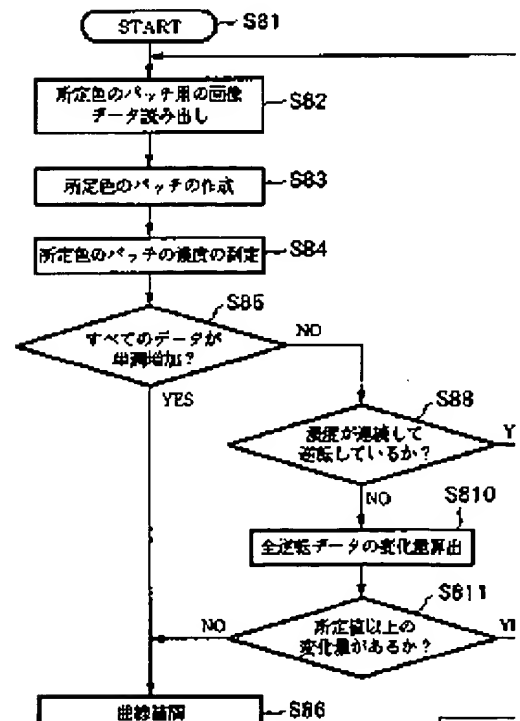 START
S81
所定色のパッチ用の画像
データ読み出し
S82
所定色のパッチの作成
S83
所定色のパッチの濃度の測定
S84
S85
すべてのデータが
単調増加?
NO
YES
S88
濃度が連続して
逆転しているか?
NO
S810
全逆転データの変化量算出
S811
所定値以上の
変化量があるか?
NO
曲線補間
S86